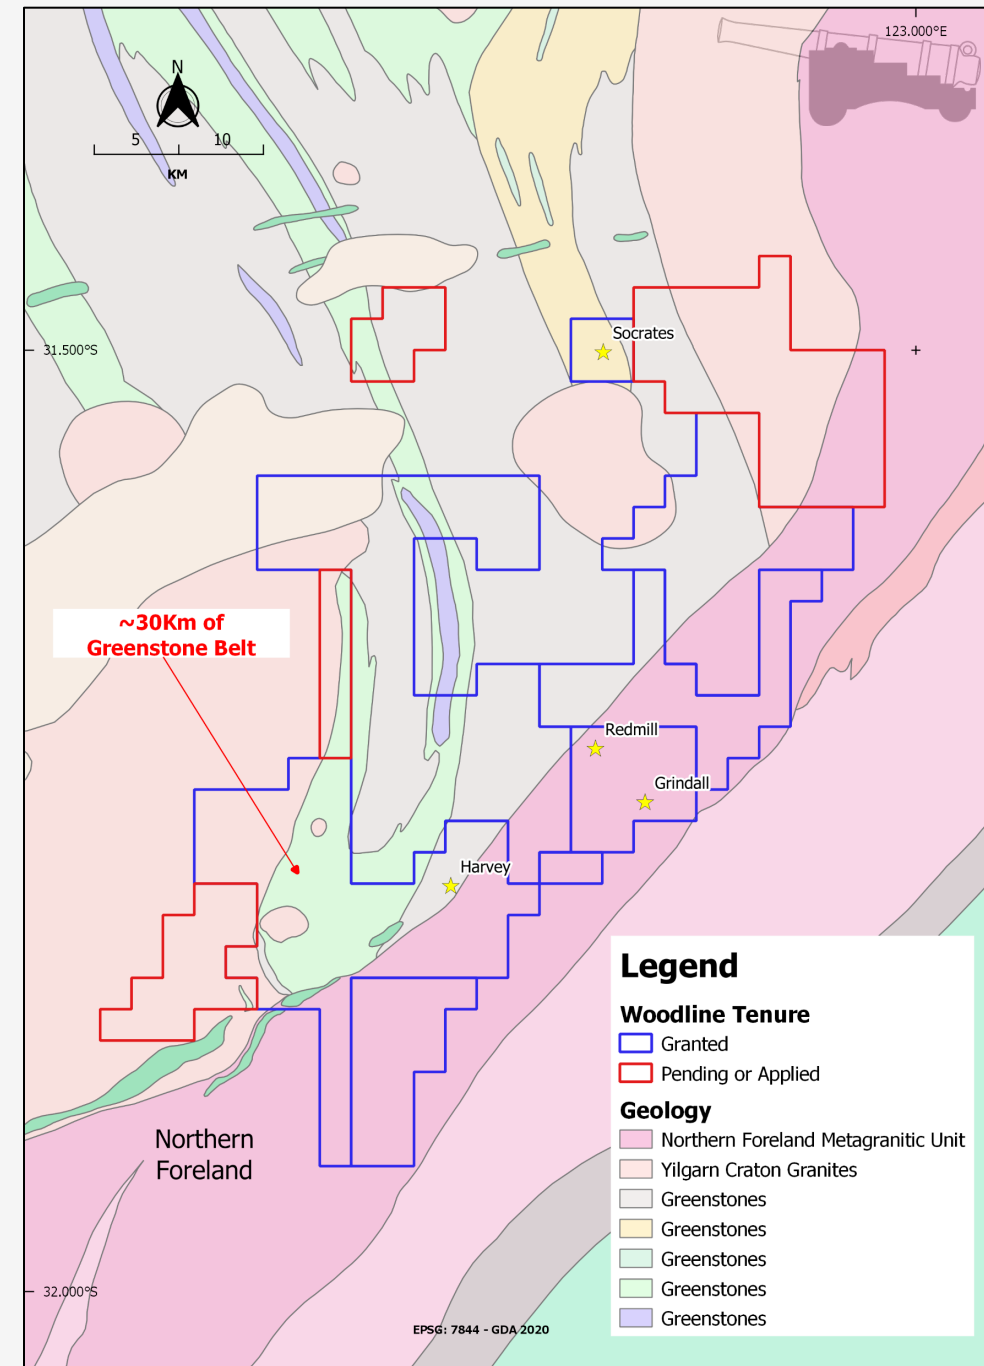 123.000°E
N
5 10
KM
31.500°S
Socrates
~30Km of
Greenstone Belt
Redmill
Grindall
Harvey
Northern
Foreland
32.000°S
EPSG: 7844 - GDA 2020
Legend
Woodline Tenure
Granted
Pending or Applied
Geology
Northern Foreland Metagranitic Unit
Yilgarn Craton Granites
Greenstones
Greenstones
Greenstones
Greenstones
Greenstones